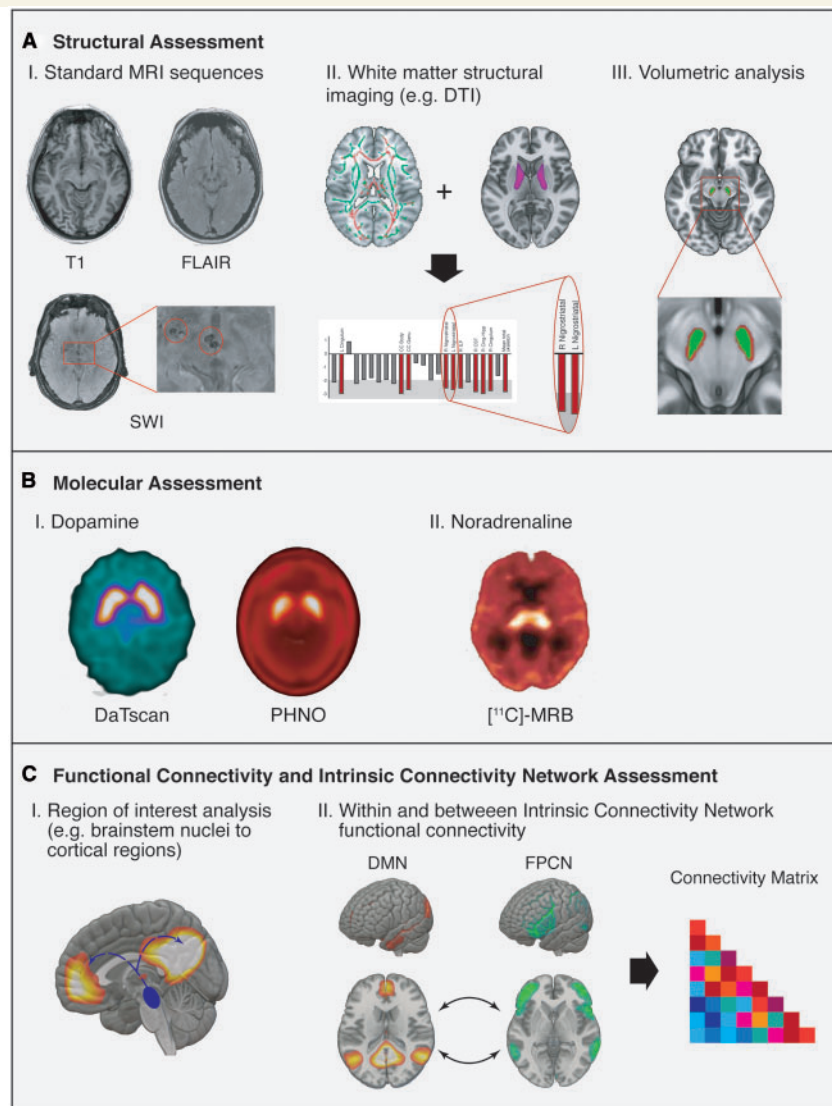 A Structural Assessment
I. Standard MRI sequences
II. White matter structural
imaging (e.g. DTI)
III. Volumetric analysis
T1
FLAIR
SWI
+
R Nigrostriatal
L Nigrostriatal
B Molecular Assessment
I. Dopamine
II. Noradrenaline
DaTscan
PHNO
[¹¹C]-MRB
C Functional Connectivity and Intrinsic Connectivity Network Assessment
I. Region of interest analysis
(e.g. brainstem nuclei to
cortical regions)
II. Within and betweeen Intrinsic Connectivity Network
functional connectivity
DMN
FPCN
Connectivity Matrix